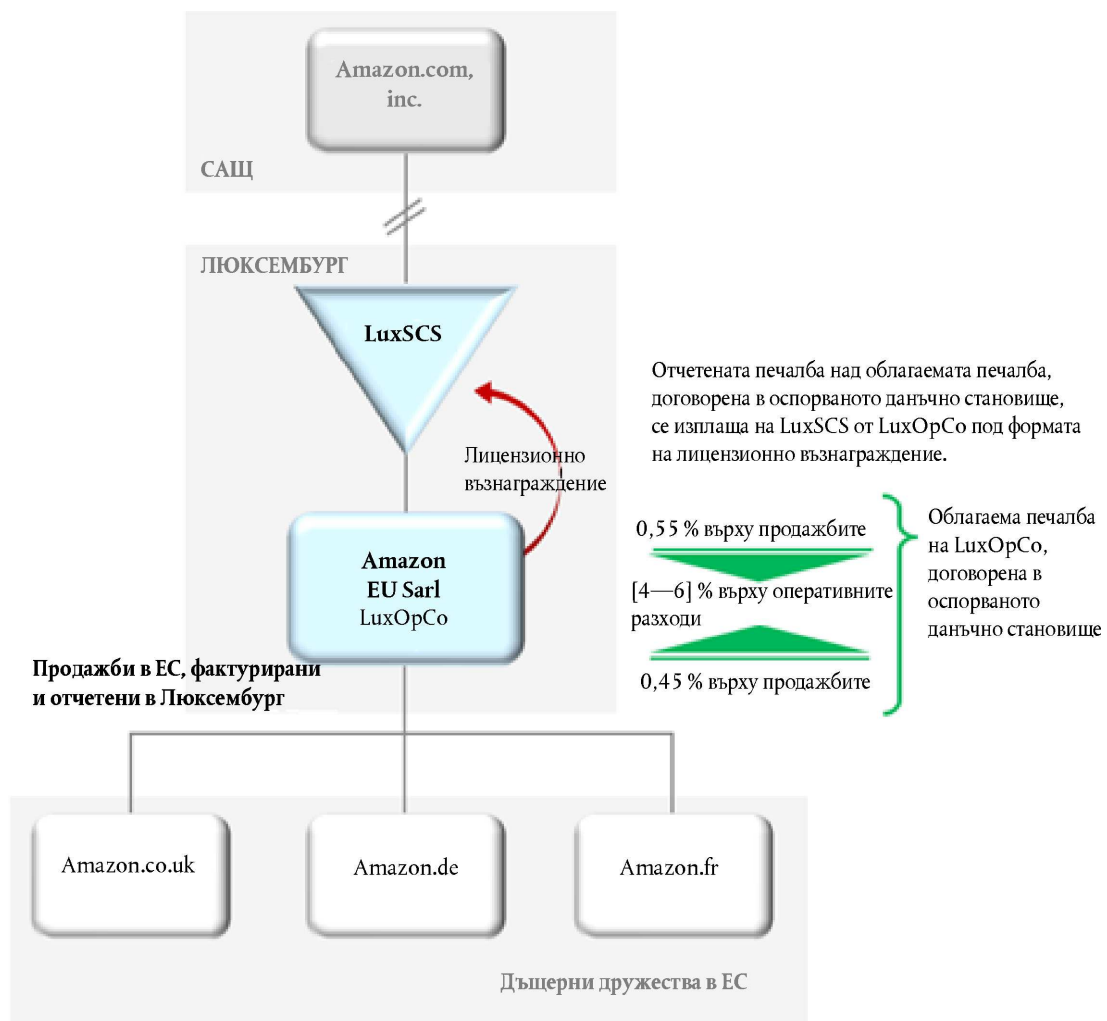 Amazon.com,
inc.
САЩ
ЛЮКСЕМБУРГ
LuxSCS
Отчетената печалба над облагаемата печалба,
договорена в оспорваното данъчно становище,
се изплаща на LuxSCS от LuxOpCo под формата
на лицензионно възнаграждение.
Лицензионно
възнаграждение
0,55 % върху продажбите
[4—6] % върху оперативните
разходи
0,45 % върху продажбите
Облагаема печалба
на LuxOpCo,
договорена в
оспорваното
данъчно становище
Amazon
EU Sarl
LuxOpCo
Продажби в ЕС, фактурирани
и отчетени в Люксембург
Amazon.co.uk
Amazon.de
Amazon.fr
Дъщерни дружества в ЕС